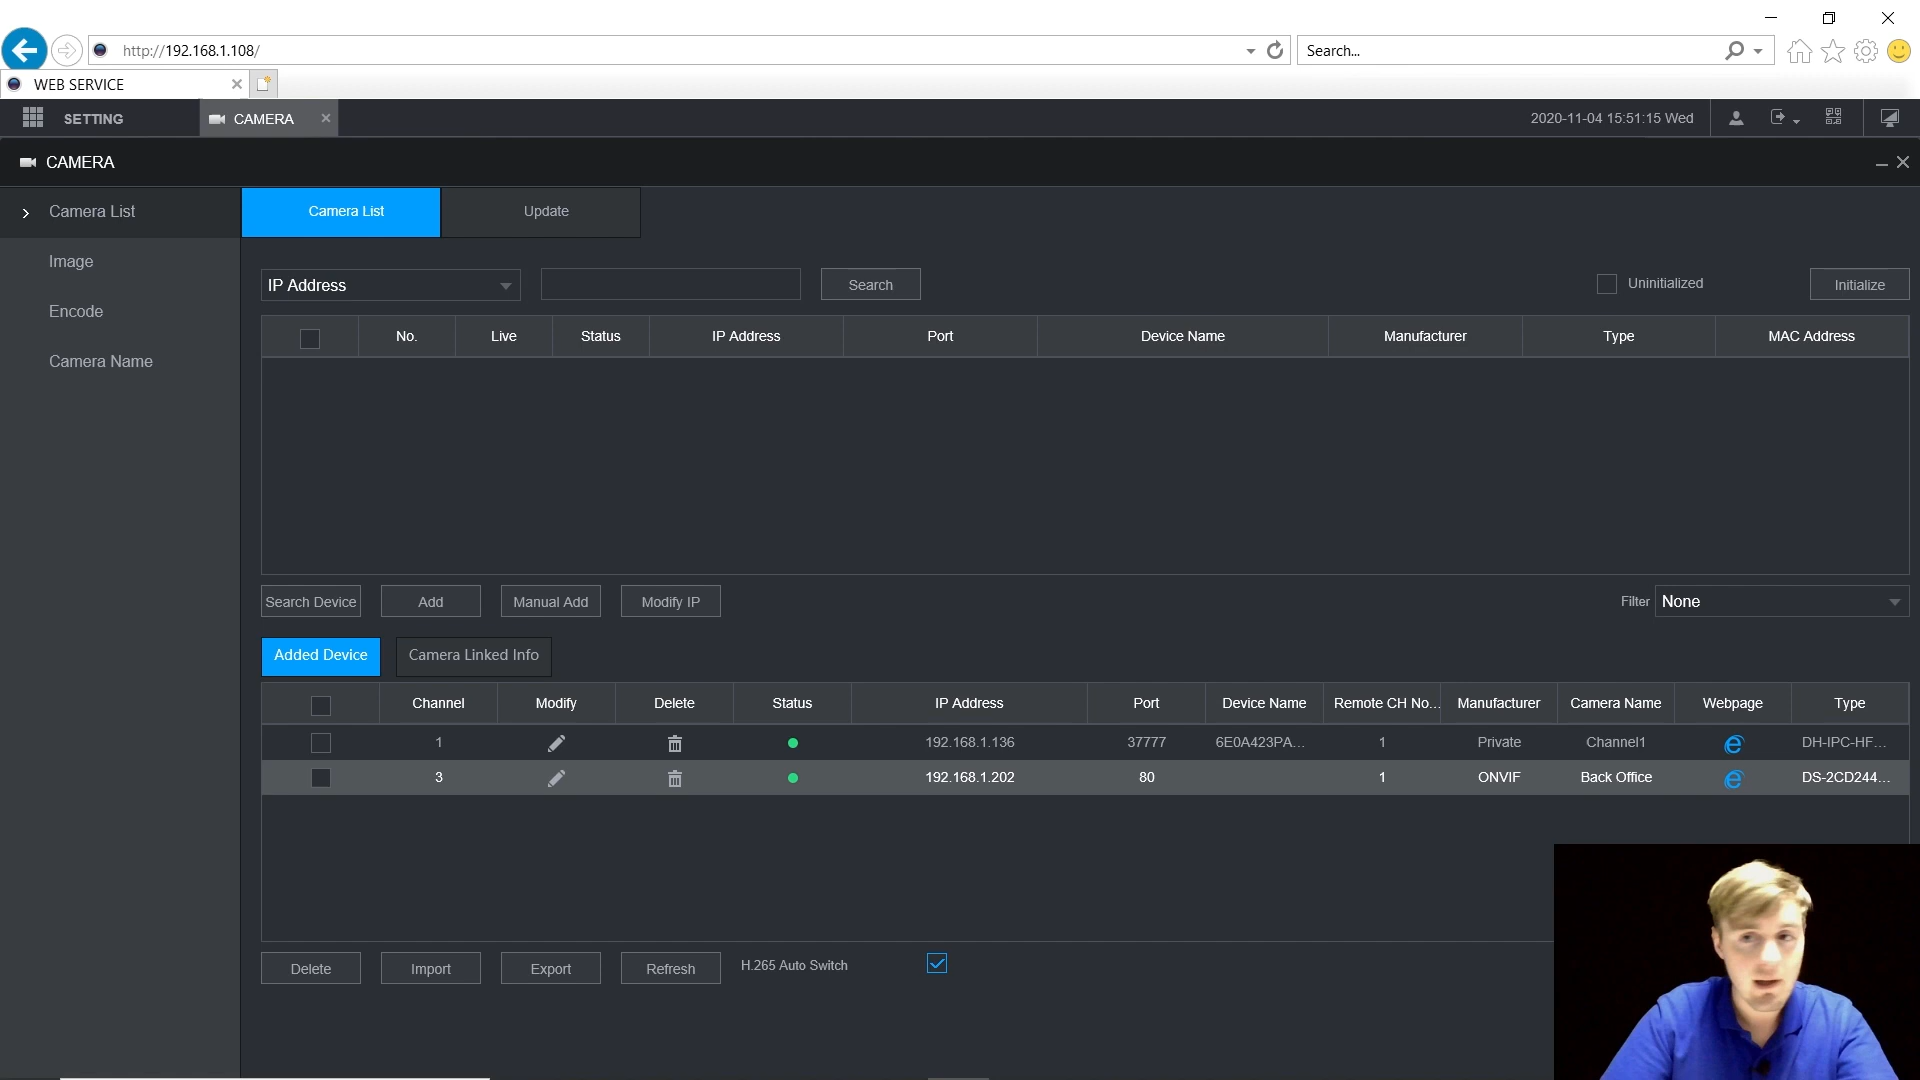 http://192.168.1.108/
Search...
WEB SERVICE
SETTING
CAMERA
2020-11-04 15:51:15 Wed
CAMERA
Camera List
Image
Encode
Camera Name
Camera List Update
IP Address Search Uninitialized Initialize
No. Live Status IP Address Port Device Name Manufacturer Type MAC Address
Search Device Add Manual Add Modify IP Filter None
Added Device Camera Linked Info
Channel Modify Delete Status IP Address Port Device Name Remote CH No... Manufacturer Camera Name Webpage Type
1 192.168.1.136 37777 6E0A423PA... 1 Private Channel1 DH-IPC-HF...
3 192.168.1.202 80 1 ONVIF Back Office DS-2CD244...
Delete Import Export Refresh H.265 Auto Switch